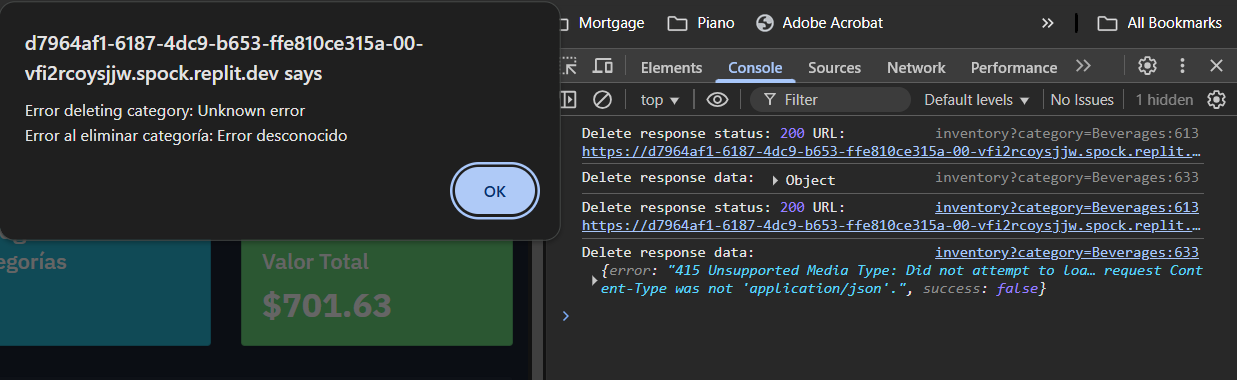 d7964af1-6187-4dc9-b653-ffe810ce315a-00-
vfi2rcoysjjw.spock.replit.dev says
Error deleting category: Unknown error
Error al eliminar categoría: Error desconocido
OK
egorías
Valor Total
$701.63
Mortgage
Piano
Adobe Acrobat
All Bookmarks
Elements
Console
Sources
Network
Performance
top
Filter
Default levels
No Issues
1 hidden
Delete response status: 200 URL: inventory?category=Beverages:613
https://d7964af1-6187-4dc9-b653-ffe810ce315a-00-vfi2rcoysjjw.spock.replit.…
Delete response data: Object inventory?category=Beverages:633
Delete response status: 200 URL: inventory?category=Beverages:613
https://d7964af1-6187-4dc9-b653-ffe810ce315a-00-vfi2rcoysjjw.spock.replit.…
Delete response data: inventory?category=Beverages:633
{error: "415 Unsupported Media Type: Did not attempt to loa… request Cont
ent-Type was not 'application/json'.", success: false}